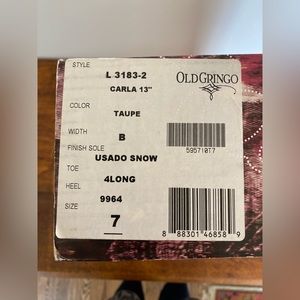 STYLE
L 3183-2
CARLA 13"
OLD GRINGO
COLOR
TAUPE
WIDTH
B
FINISH SOLE
USADO SNOW
5957I0T7
TOE
4LONG
HEEL
9964
SIZE
7
8 88301 46858 9